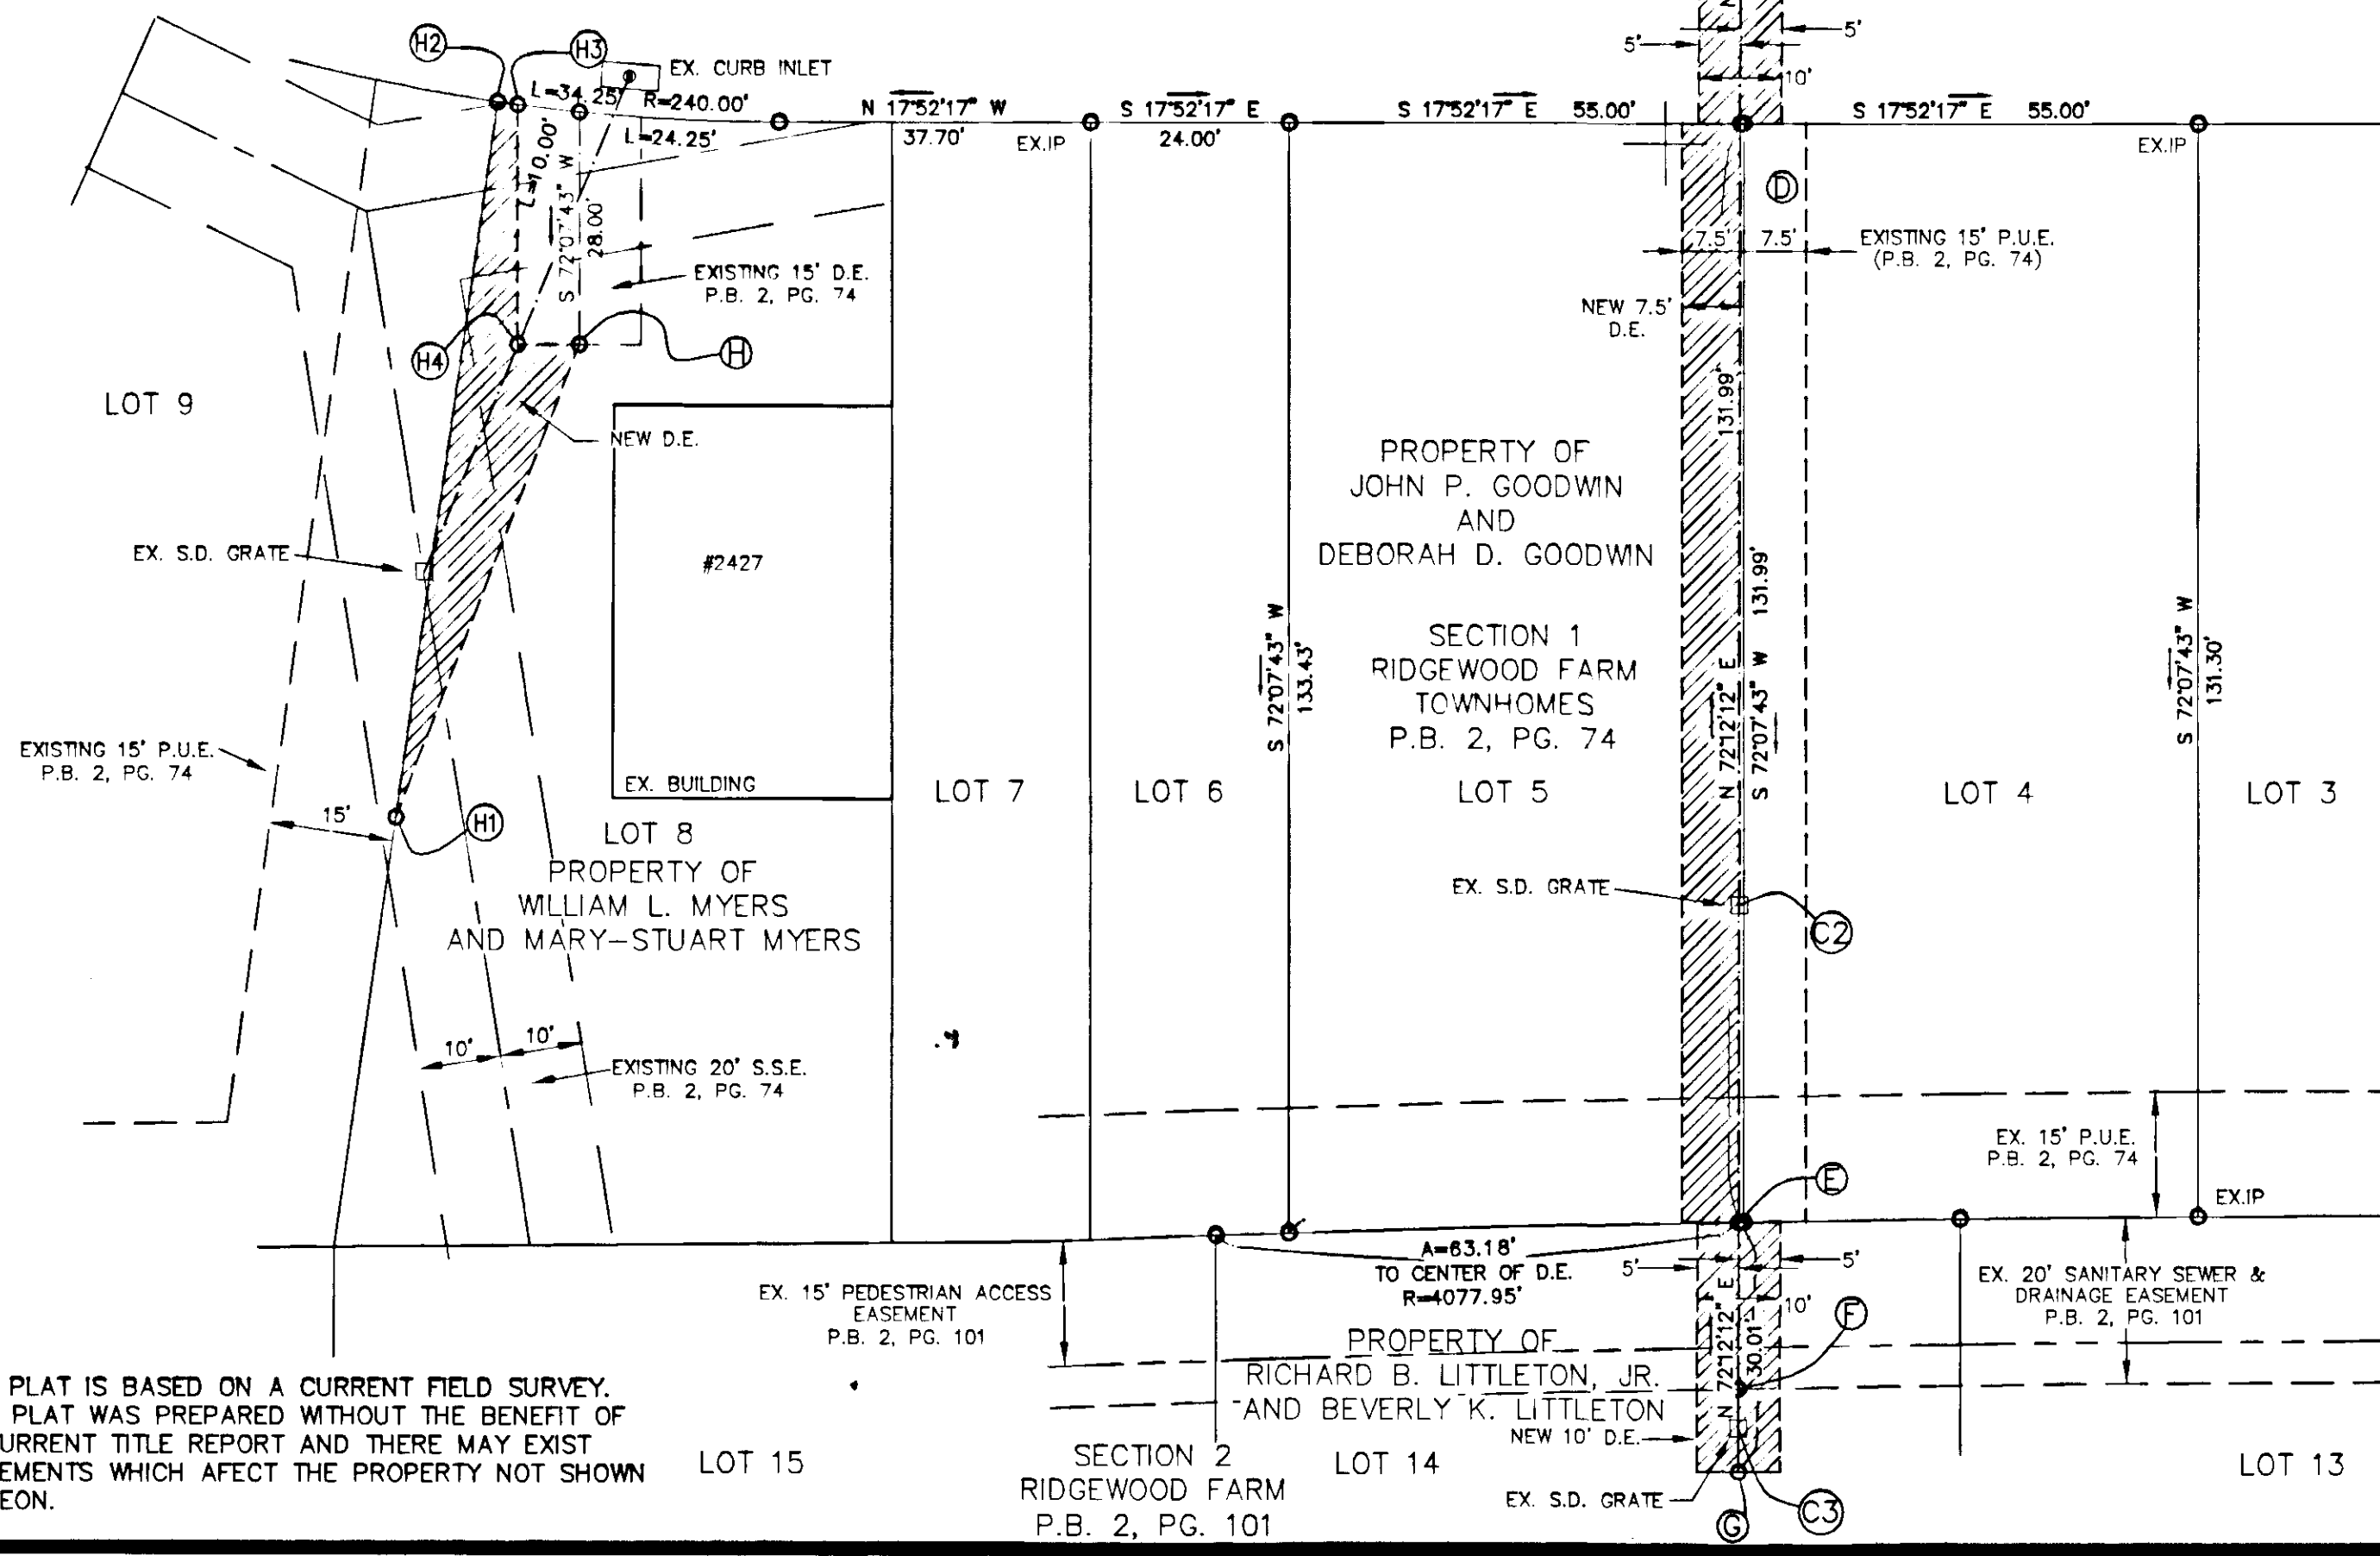 H2
H3
EX. CURB INLET
L=34.25'
R=240.00'
N 17°52'17" W
S 17°52'17" E
S 17°52'17" E 55.00'
S 17°52'17" E 55.00'
L=24.25'
37.70'
EX.IP
24.00'
EX.IP
5'
5'
10'
L=10.00'
S 72°07'43" W
28.00'
D
7.5'
7.5'
EXISTING 15' P.U.E.
(P.B. 2, PG. 74)
EXISTING 15' D.E.
P.B. 2, PG. 74
NEW 7.5'
D.E.
H4
H
LOT 9
NEW D.E.
131.99'
PROPERTY OF
JOHN P. GOODWIN
AND
DEBORAH D. GOODWIN
EX. S.D. GRATE
#2427
131.99'
S 72°07'43" W
133.43'
SECTION 1
RIDGEWOOD FARM
TOWNHOMES
P.B. 2, PG. 74
N 72°12'12" E
S 72°07'43" W
S 72°07'43" W
131.30'
EXISTING 15' P.U.E.
P.B. 2, PG. 74
15'
H1
EX. BUILDING
LOT 7
LOT 6
LOT 5
LOT 4
LOT 3
LOT 8
PROPERTY OF
WILLIAM L. MYERS
AND MARY-STUART MYERS
EX. S.D. GRATE
C2
10'
10'
EXISTING 20' S.S.E.
P.B. 2, PG. 74
EX. 15' P.U.E.
P.B. 2, PG. 74
E
EX.IP
A=63.18'
TO CENTER OF D.E.
R=4077.95'
5'
5'
10'
EX. 15' PEDESTRIAN ACCESS
EASEMENT
P.B. 2, PG. 101
EX. 20' SANITARY SEWER &
DRAINAGE EASEMENT
P.B. 2, PG. 101
N 72°12'12" E
30.01'
F
PROPERTY OF
RICHARD B. LITTLETON, JR.
AND BEVERLY K. LITTLETON
NEW 10' D.E.
PLAT IS BASED ON A CURRENT FIELD SURVEY.
PLAT WAS PREPARED WITHOUT THE BENEFIT OF
URRENT TITLE REPORT AND THERE MAY EXIST
EMENTS WHICH AFECT THE PROPERTY NOT SHOWN
EON.
LOT 15
SECTION 2
RIDGEWOOD FARM
P.B. 2, PG. 101
LOT 14
LOT 13
EX. S.D. GRATE
G
C3